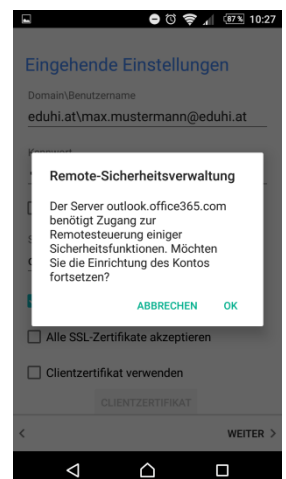 87% 10:27
Eingehende Einstellungen
Domain\Benutzername
eduhi.at\max.mustermann@eduhi.at
Remote-Sicherheitsverwaltung
Der Server outlook.office365.com
benötigt Zugang zur
Remotesteuerung einiger
Sicherheitsfunktionen. Möchten
Sie die Einrichtung des Kontos
fortsetzen?
ABBRECHEN OK
Alle SSL-Zertifikate akzeptieren
Clientzertifikat verwenden
CLIENTZERTIFIKAT
< WEITER >